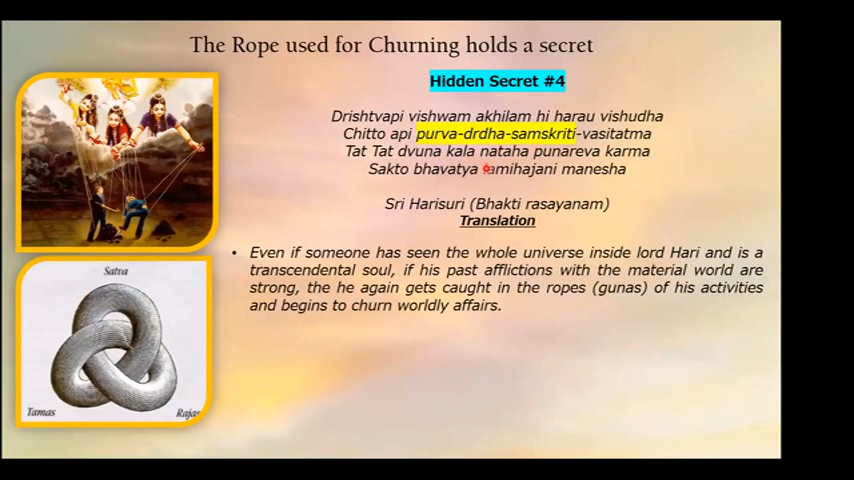 The Rope used for Churning holds a secret
Hidden Secret #4
Drishtvapi vishwam akhilam hi harau vishudha
Chitto api purva-drdha-samskriti-vasitatma
Tat Tat dvuna kala nataha punareva karma
Sakto bhavatya amihajani manesha
Sri Harisuri (Bhakti rasayanam)
Translation
• Even if someone has seen the whole universe inside lord Hari and is a
transcendental soul, if his past afflictions with the material world are
strong, the he again gets caught in the ropes (gunas) of his activities
and begins to churn worldly affairs.
Satva
Tamas
Rajas